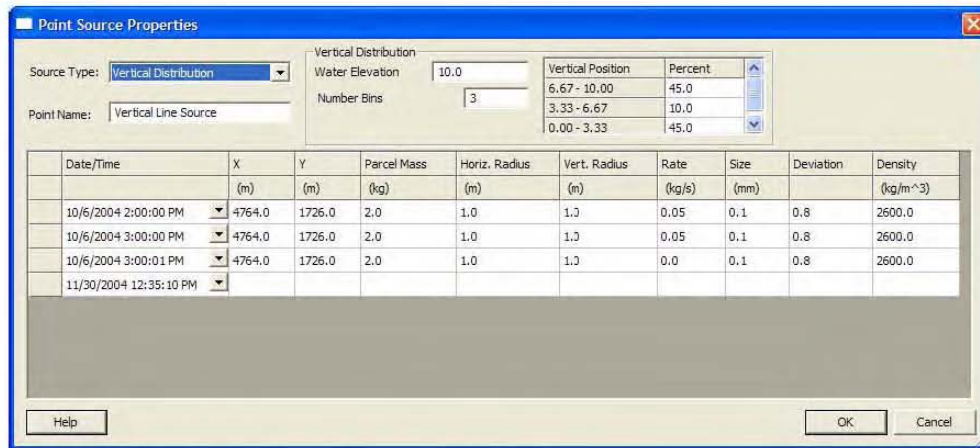 Point Source Properties
Source Type: Vertical Distribution
Point Name: Vertical Line Source
Vertical Distribution
Water Elevation 10.0
Number Bins 3
Vertical Position Percent
6.67 - 10.00 45.0
3.33 - 6.67 10.0
0.00 - 3.33 45.0
Date/Time X Y Parcel Mass Horiz. Radius Vert. Radius Rate Size Deviation Density
(m) (m) (kg) (m) (m) (kg/s) (mm) (kg/m^3)
10/6/2004 2:00:00 PM 4764.0 1726.0 2.0 1.0 1.0 0.05 0.1 0.8 2600.0
10/6/2004 3:00:00 PM 4764.0 1726.0 2.0 1.0 1.0 0.05 0.1 0.8 2600.0
10/6/2004 3:00:01 PM 4764.0 1726.0 2.0 1.0 1.0 0.0 0.1 0.8 2600.0
11/30/2004 12:35:10 PM
Help OK Cancel